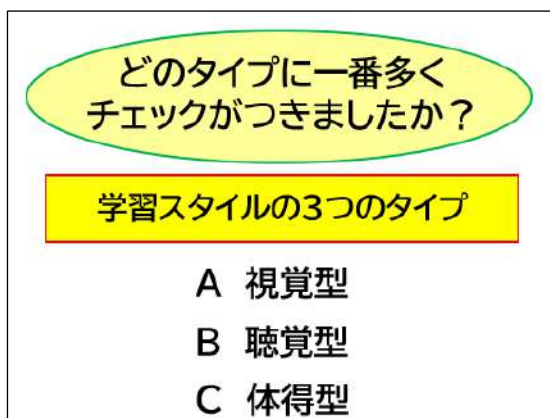 どのタイプに一番多く
チェックがつきましたか？
学習スタイルの3つのタイプ
A 視覚型
B 聴覚型
C 体得型